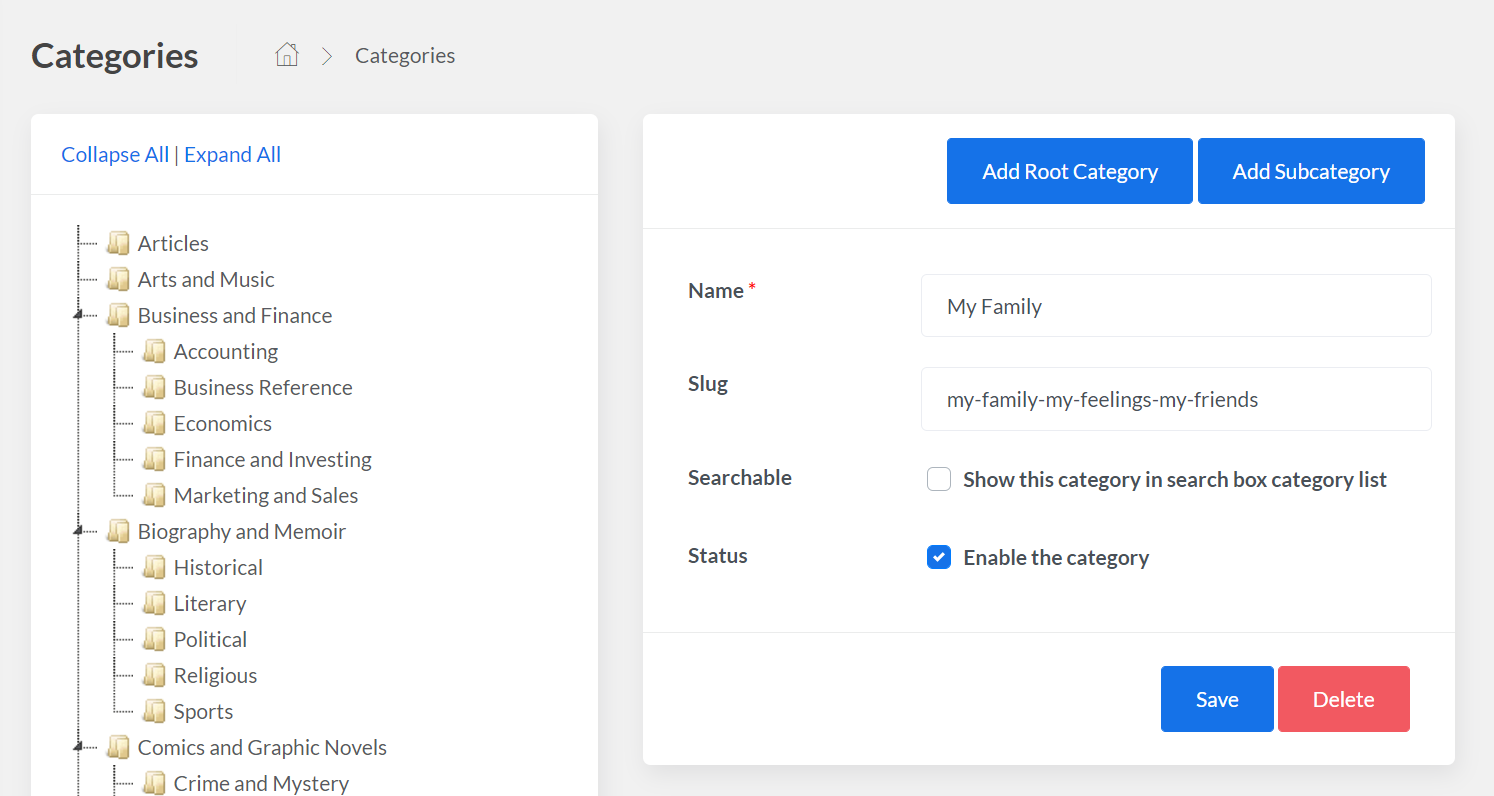 Categories
Categories
Collapse All | Expand All
Articles
Arts and Music
Business and Finance
Accounting
Business Reference
Economics
Finance and Investing
Marketing and Sales
Biography and Memoir
Historical
Literary
Political
Religious
Sports
Comics and Graphic Novels
Crime and Mystery
Add Root Category
Add Subcategory
Name *
My Family
Slug
my-family-my-feelings-my-friends
Searchable
Show this category in search box category list
Status
Enable the category
Save
Delete